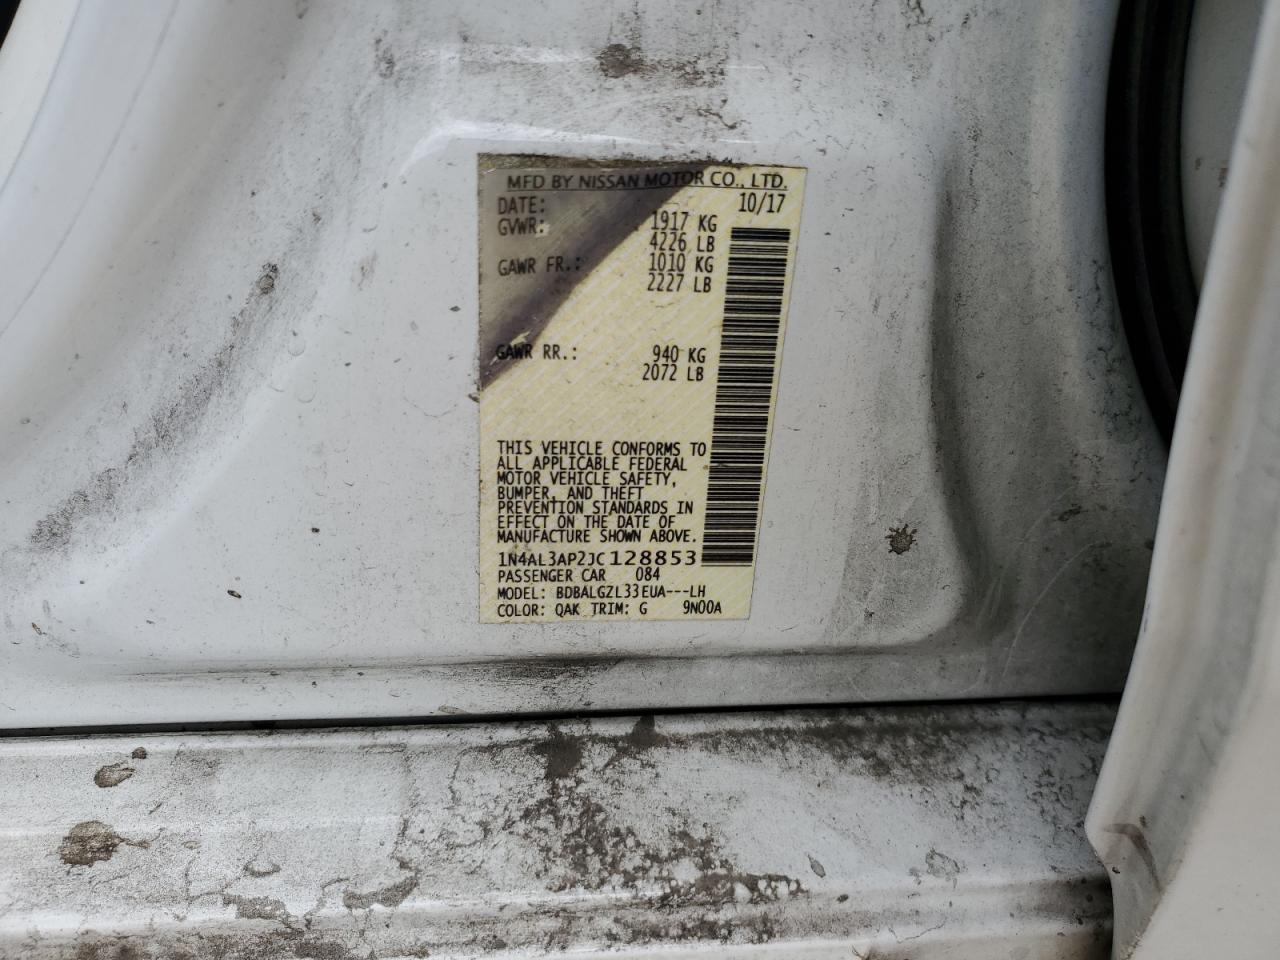 MFD BY NISSAN MOTOR CO., LTD.
DATE: 10/17
GVWR: 1917 KG
4226 LB
GAWR FR.: 1010 KG
2227 LB
GAWR RR.: 940 KG
2072 LB
THIS VEHICLE CONFORMS TO
ALL APPLICABLE FEDERAL
MOTOR VEHICLE SAFETY,
BUMPER, AND THEFT
PREVENTION STANDARDS IN
EFFECT ON THE DATE OF
MANUFACTURE SHOWN ABOVE.
1N4AL3AP2JC128853
PASSENGER CAR 084
MODEL: BDBALGZL33EUA---LH
COLOR: QAK TRIM: G 9N00A